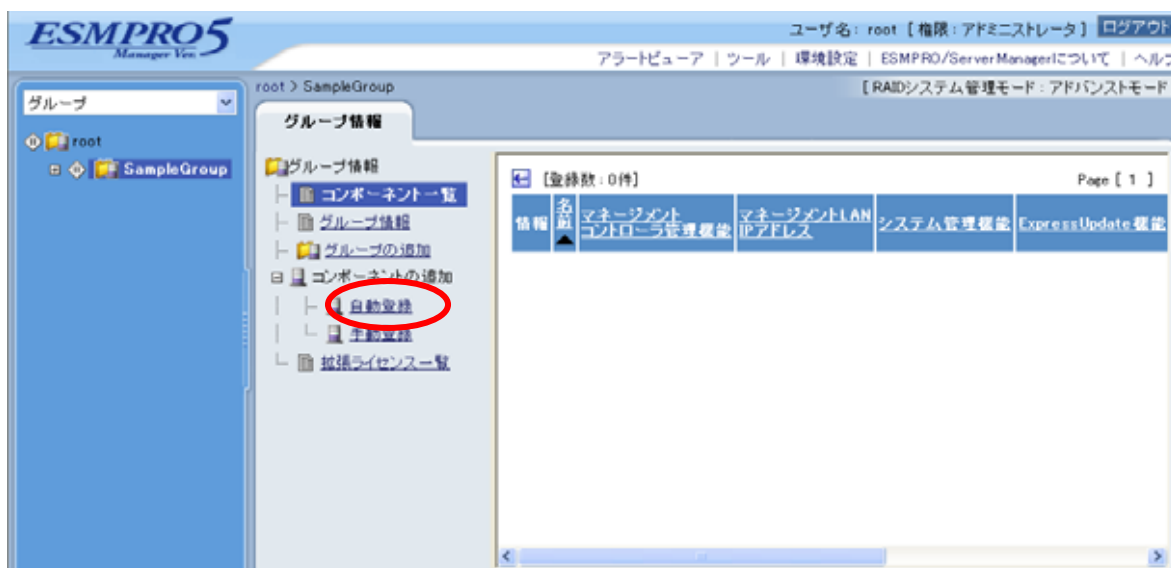 ESMPRO5
Manager Ver.
ユーザ名: root [ 権限 : アドミニストレータ ] ログアウト
アラートビューア | ツール | 環境設定 | ESMPRO/ServerManagerについて |
グループ
root
SampleGroup
root > SampleGroup
[ RAIDシステム管理モード : アドバンストモード
グループ情報
グループ情報
コンポーネント一覧
グループ情報
グループの追加
コンポーネントの追加
自動登録
手動登録
拡張ライセンス一覧
[登録数 : 0件]
Page [ 1 ]
情報
名前
マネージメント
コントローラ管理機能
マネージメントLAN
IPアドレス
システム管理機能
ExpressUpdate機能